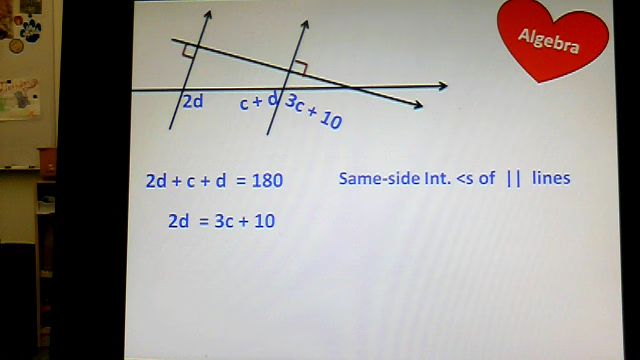 Algebra
2d
c + d
3c + 10
2d + c + d = 180
Same-side Int. <s of || lines
2d = 3c + 10